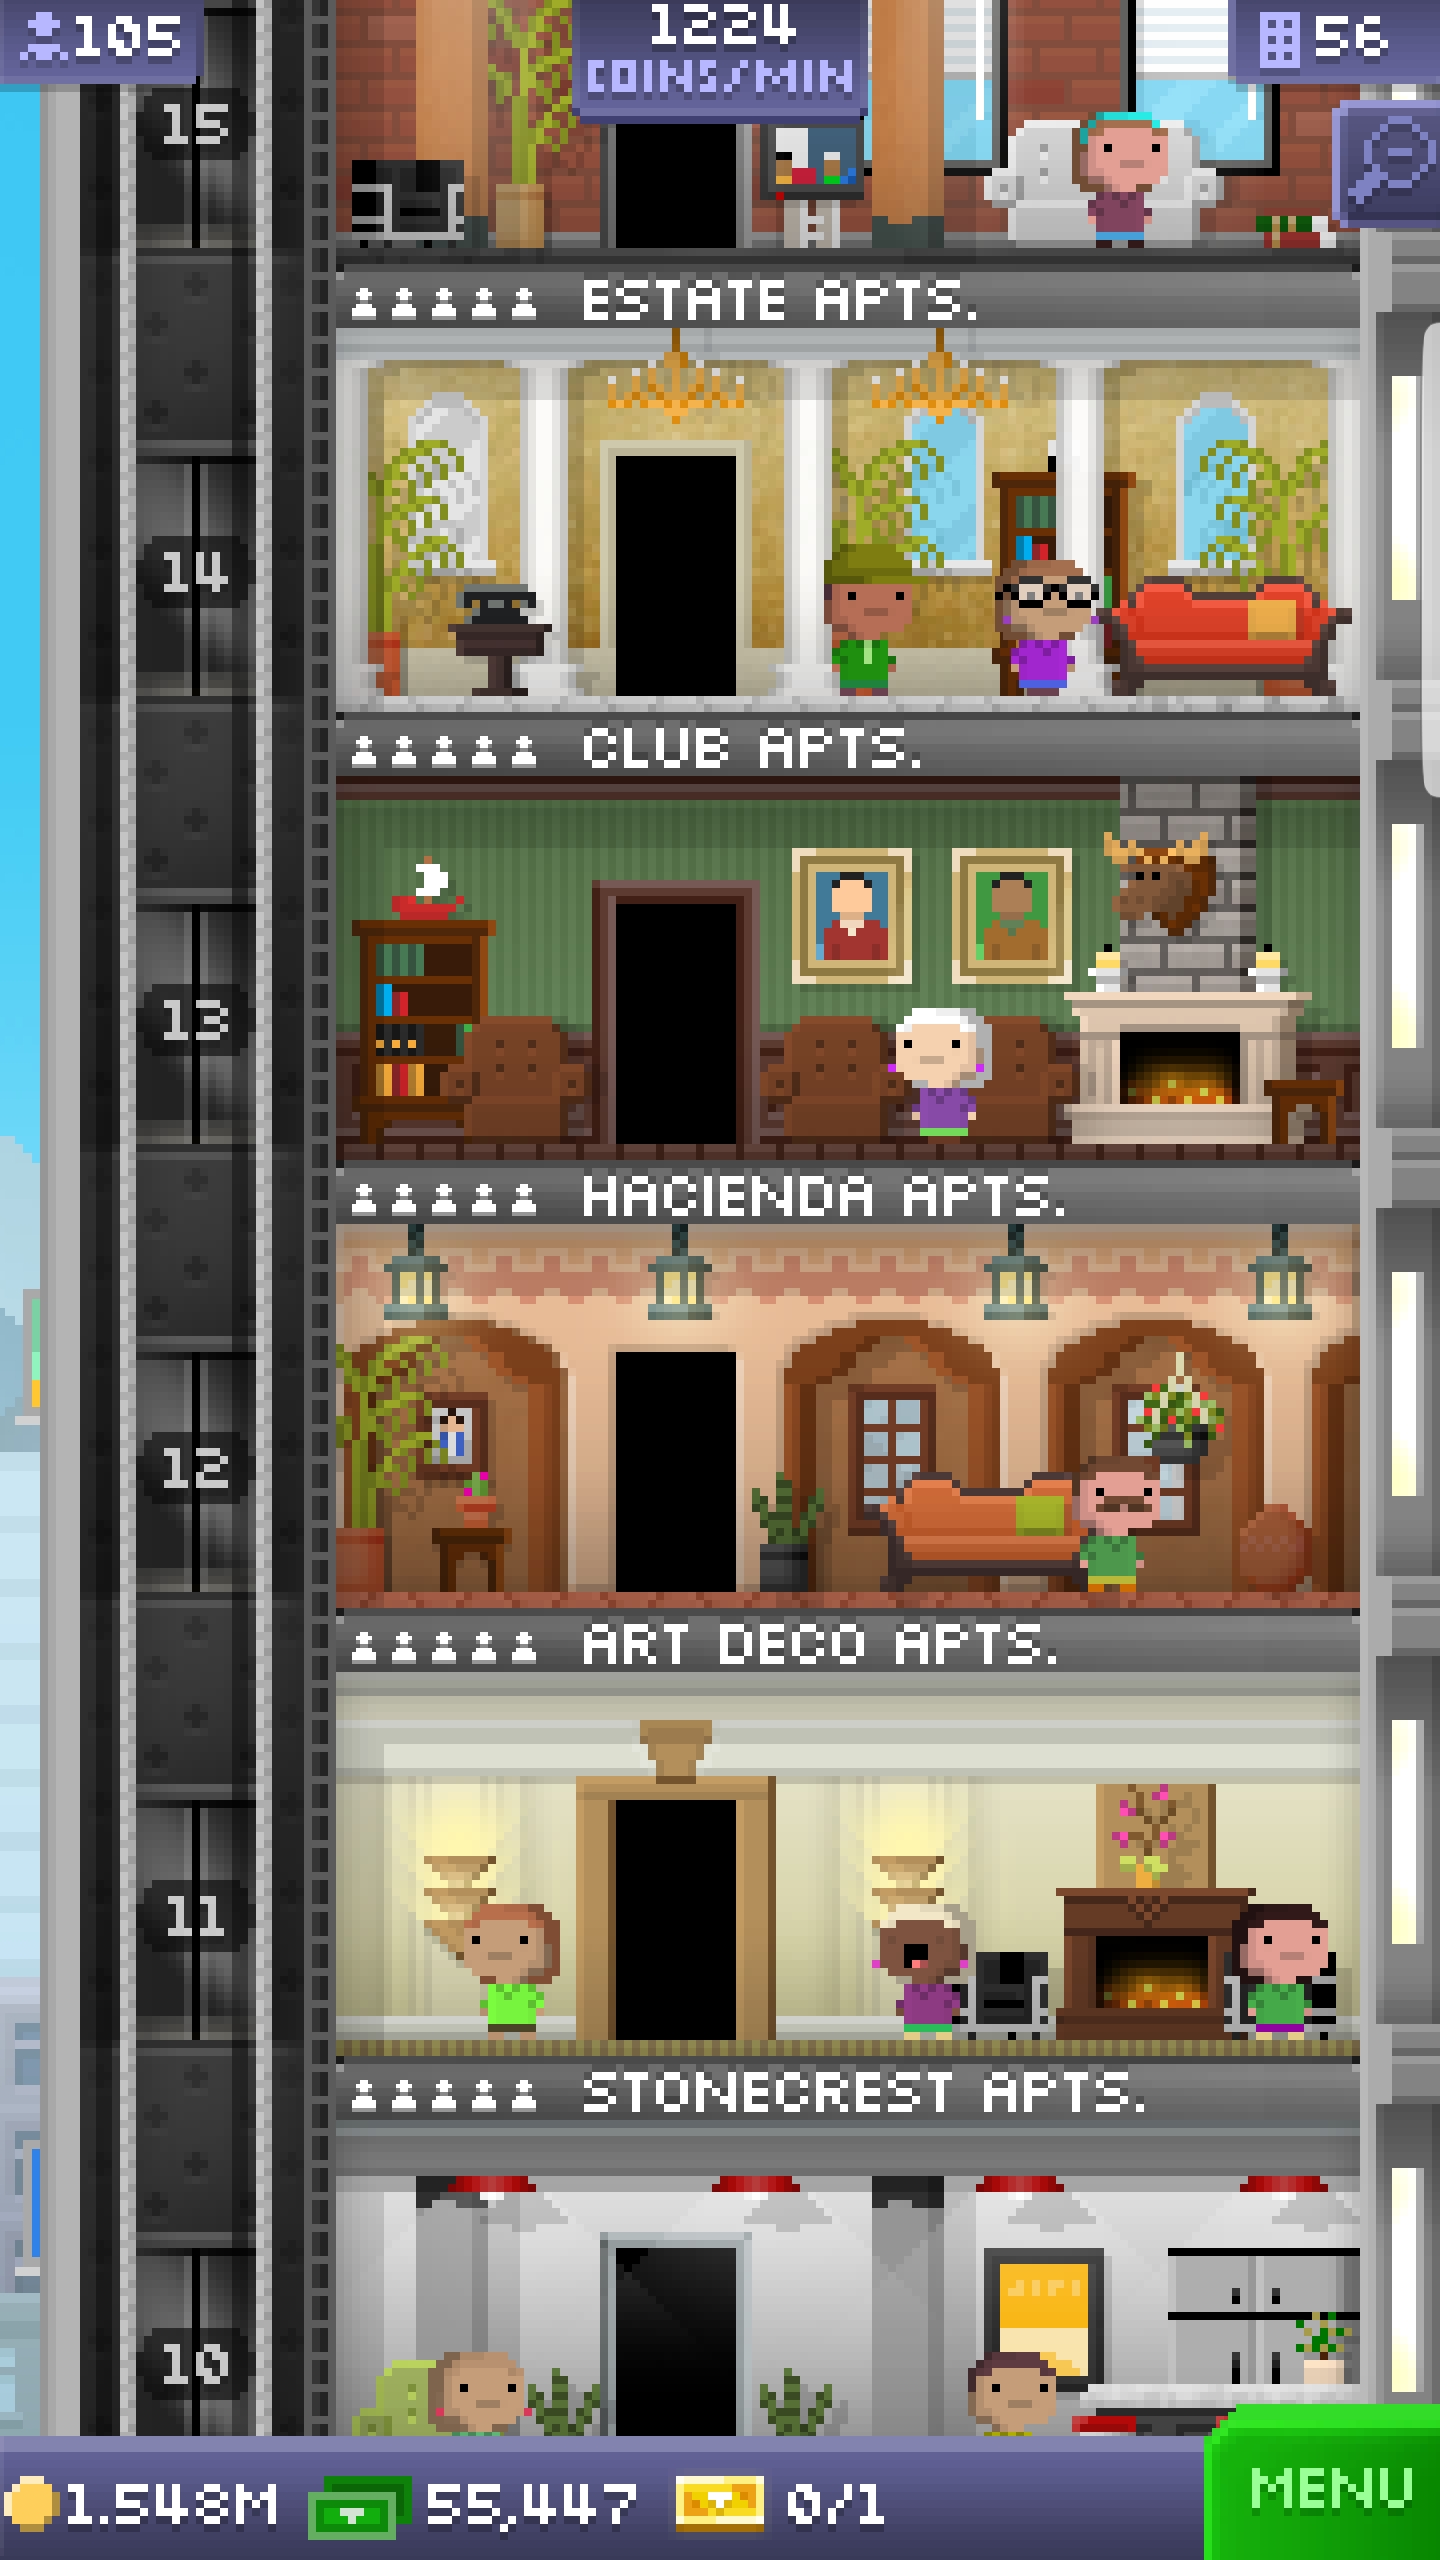 105
1224
COINS/MIN
56
15
ESTATE APTS.
14
CLUB APTS.
13
HACIENDA APTS.
12
ART DECO APTS.
11
STONECREST APTS.
10
1.548M
55,447
0/1
MENU